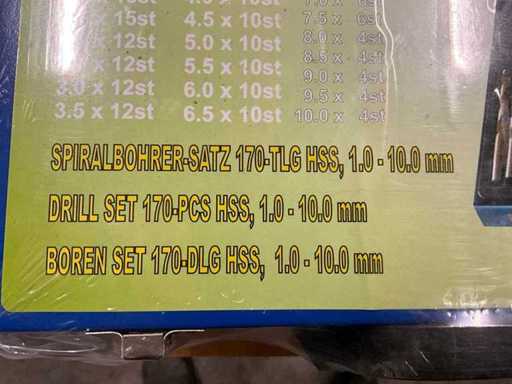 4.5 x 10st 7.5 x 6st
x 15st 5.0 x 10st 8.0 x 4st
x 12st 5.5 x 10st 8.5 x 4st
3.0 x 12st 6.0 x 10st 9.0 x 4st
3.5 x 12st 6.5 x 10st 9.5 x 4st
10.0 x 4st
SPIRALBOHRER-SATZ 170-TLG HSS, 1.0 - 10.0 mm
DRILL SET 170-PCS HSS, 1.0 - 10.0 mm
BOREN SET 170-DLG HSS, 1.0 - 10.0 mm